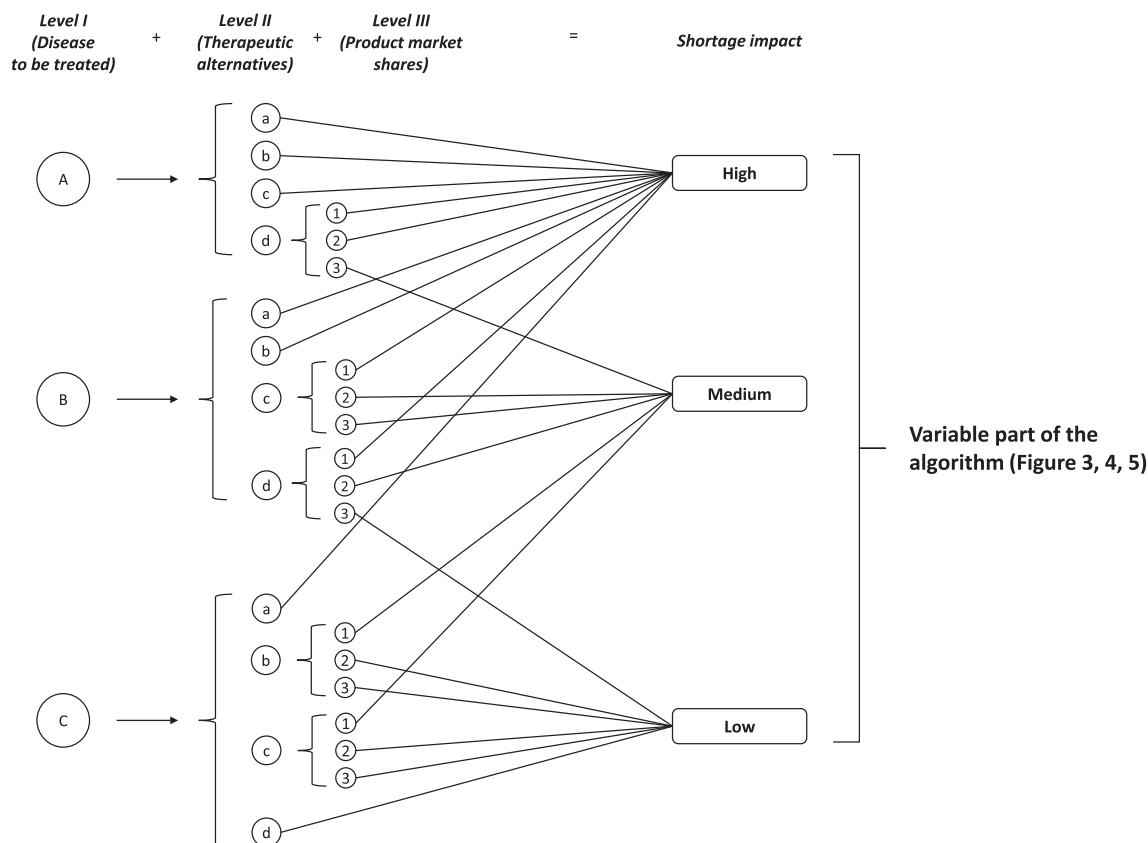 Level I
(Disease
to be treated)
+
Level II
(Therapeutic
alternatives)
+
Level III
(Product market
shares)
=
Shortage impact
A
a
b
c
d
1
2
3
High
B
a
b
c
1
2
3
d
1
2
3
Medium
Variable part of the
algorithm (Figure 3, 4, 5)
C
a
b
1
2
3
c
1
2
3
d
Low